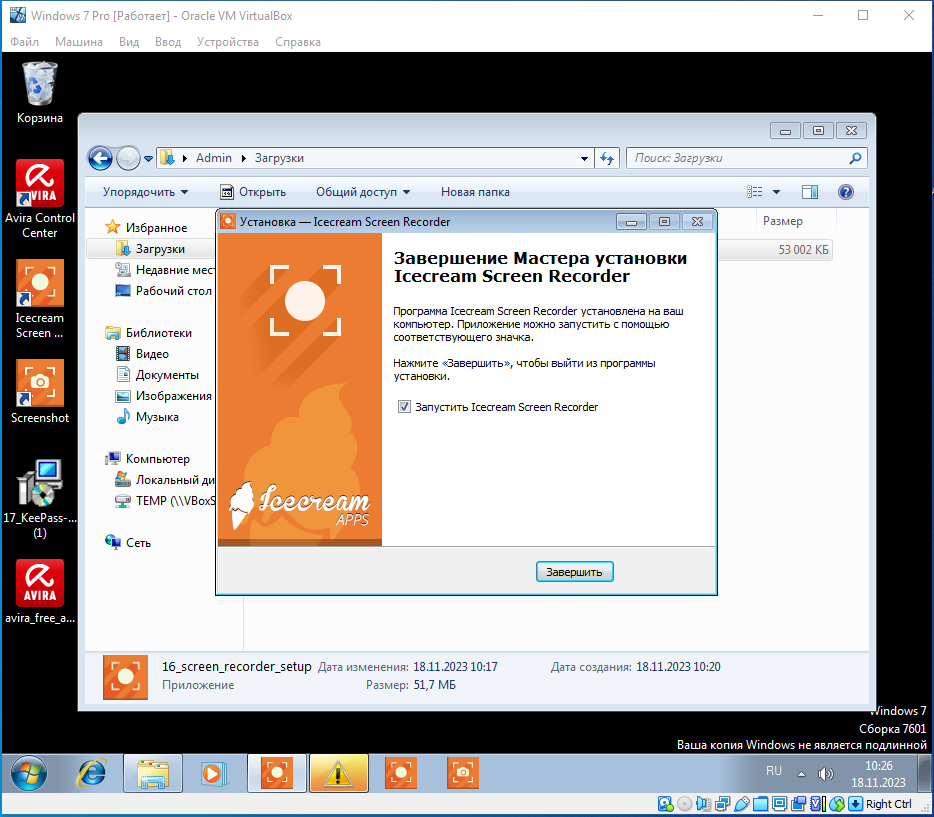 Windows 7 Pro [Работает] - Oracle VM VirtualBox
Файл Машина Вид Ввод Устройства Справка
Корзина
Avira Control
Center
Icecream
Screen ...
Screenshot
17_KeePass-...
(1)
AVIRA
avira_free_a...
Admin Загрузки
Поиск: Загрузки
Упорядочить Открыть Общий доступ Новая папка
Избранное
Загрузки
Недавние мест
Рабочий стол
Библиотеки
Видео
Документы
Изображения
Музыка
Компьютер
Локальный ди
TEMP (\\VBoxS
Сеть
Размер
53 002 КБ
Установка — Icecream Screen Recorder
Завершение Мастера установки
Icecream Screen Recorder
Программа Icecream Screen Recorder установлена на ваш
компьютер. Приложение можно запустить с помощью
соответствующего значка.
Нажмите «Завершить», чтобы выйти из программы
установки.
Запустить Icecream Screen Recorder
Icecream
APPS
Завершить
16_screen_recorder_setup Дата изменения: 18.11.2023 10:17 Дата создания: 18.11.2023 10:20
Приложение Размер: 51,7 МБ
Windows 7
Сборка 7601
Ваша копия Windows не является подлинной
RU
10:26
18.11.2023
Right Ctrl